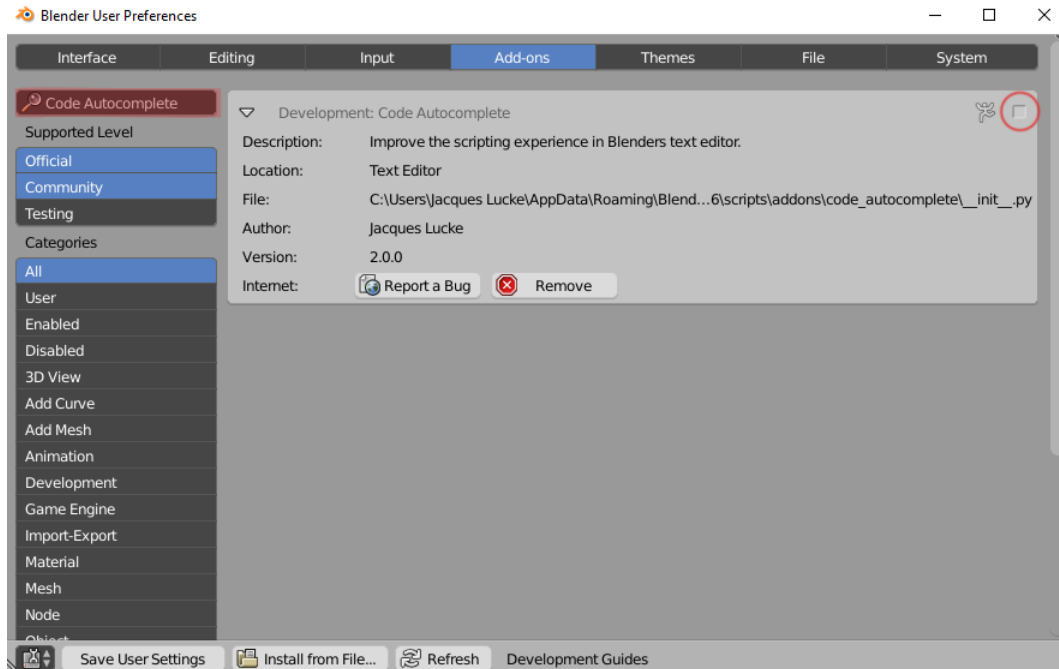 Blender User Preferences
Interface Editing Input Add-ons Themes File System
Code Autocomplete
Supported Level
Official
Community
Testing
Categories
All
User
Enabled
Disabled
3D View
Add Curve
Add Mesh
Animation
Development
Game Engine
Import-Export
Material
Mesh
Node
Object
Development: Code Autocomplete
Description: Improve the scripting experience in Blenders text editor.
Location: Text Editor
File: C:\Users\Jacques Lucke\AppData\Roaming\Blend...6\scripts\addons\code_autocomplete\__init__.py
Author: Jacques Lucke
Version: 2.0.0
Internet: Report a Bug Remove
Save User Settings Install from File... Refresh Development Guides